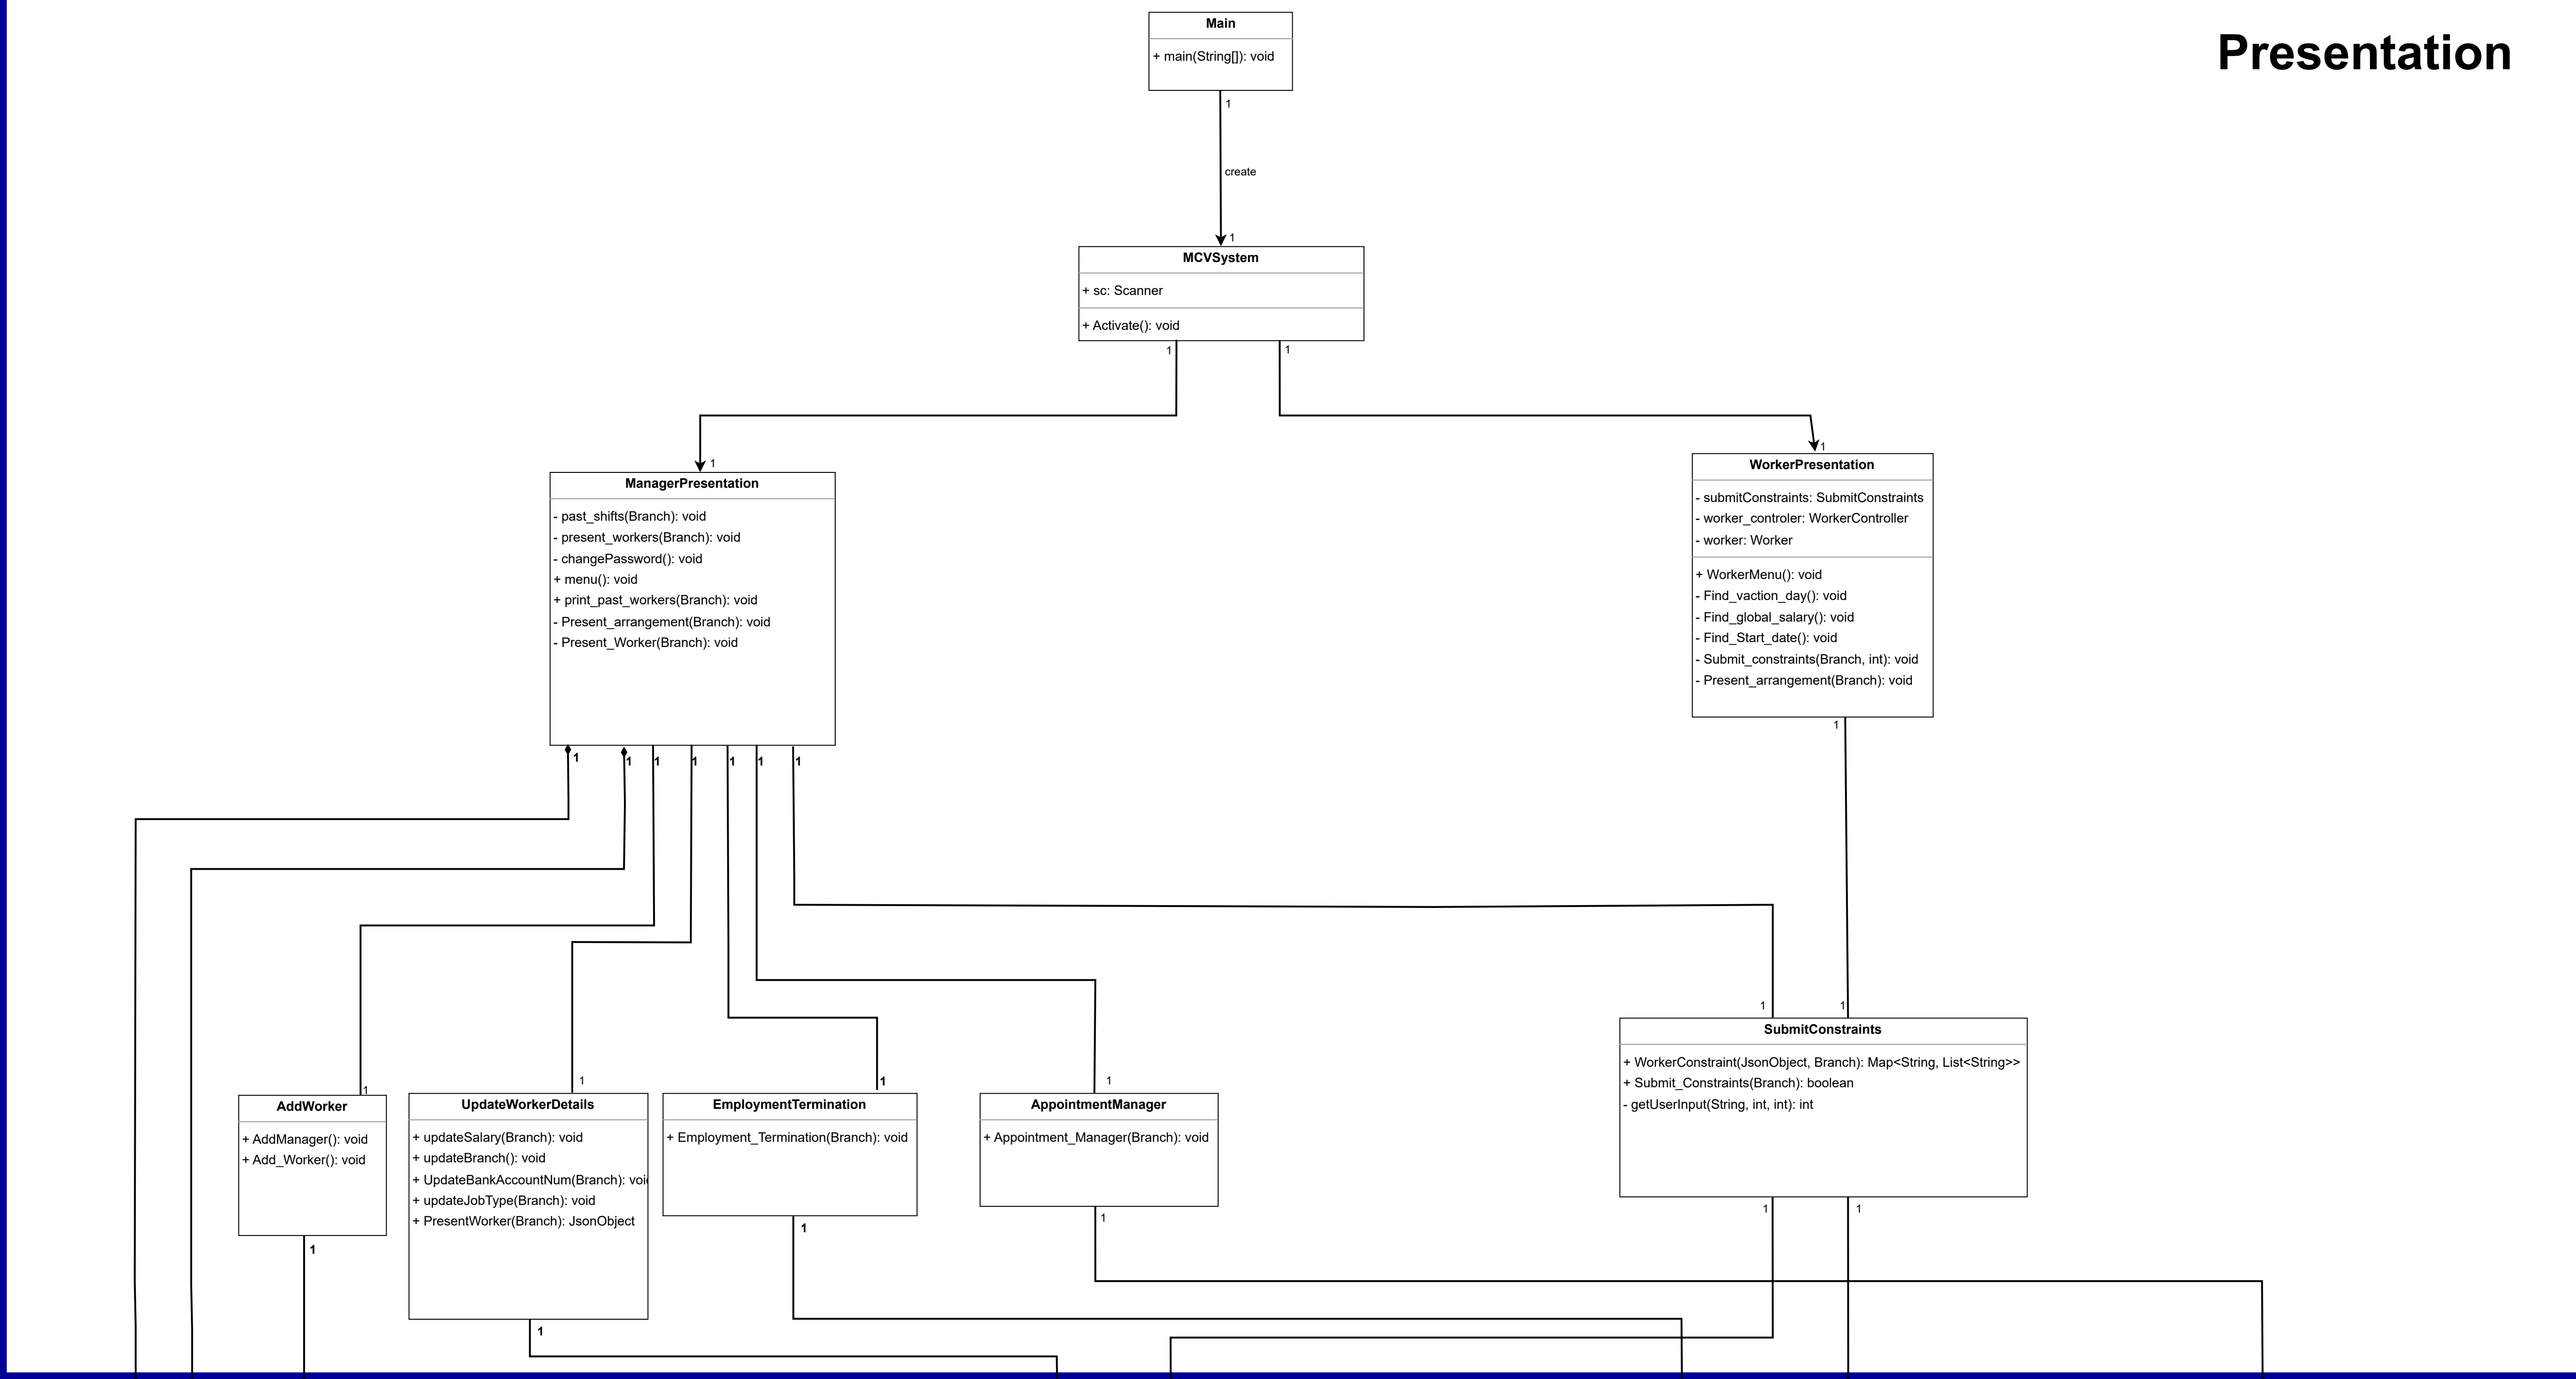 Presentation
Main
+ main(String[]): void
1
create
1
MCVSystem
+ sc: Scanner
+ Activate(): void
1
1
1
ManagerPresentation
- past_shifts(Branch): void
- present_workers(Branch): void
- changePassword(): void
+ menu(): void
+ print_past_workers(Branch): void
- Present_arrangement(Branch): void
- Present_Worker(Branch): void
1
WorkerPresentation
- submitConstraints: SubmitConstraints
- worker_controler: WorkerController
- worker: Worker
+ WorkerMenu(): void
- Find_vaction_day(): void
- Find_global_salary(): void
- Find_Start_date(): void
- Submit_constraints(Branch, int): void
- Present_arrangement(Branch): void
1
1
1
1
1
1
1
1
1
1
SubmitConstraints
+ WorkerConstraint(JsonObject, Branch): Map<String, List<String>>
+ Submit_Constraints(Branch): boolean
- getUserInput(String, int, int): int
1
1
1
AddWorker
+ AddManager(): void
+ Add_Worker(): void
1
1
UpdateWorkerDetails
+ updateSalary(Branch): void
+ updateBranch(): void
+ UpdateBankAccountNum(Branch): voi
+ updateJobType(Branch): void
+ PresentWorker(Branch): JsonObject
1
1
EmploymentTermination
+ Employment_Termination(Branch): void
1
1
AppointmentManager
+ Appointment_Manager(Branch): void
1